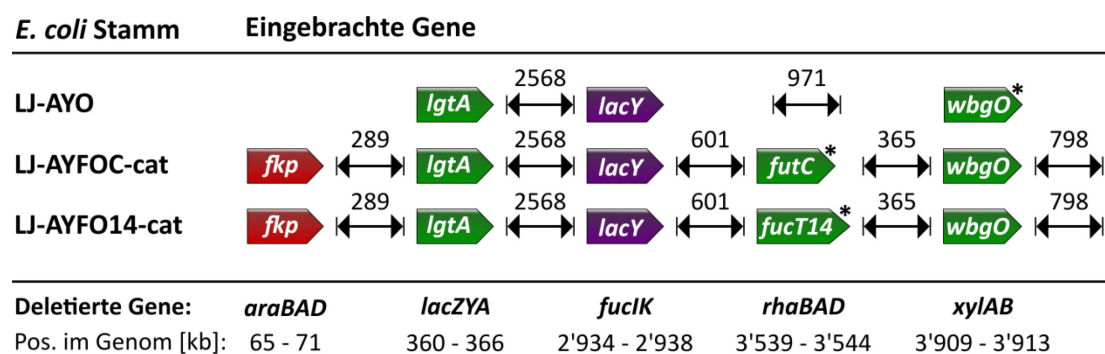 E. coli Stamm Eingebrachte Gene
LJ-AYO lgtA 2568 lacY 971 wbgO*
LJ-AYFOC-cat fkp 289 lgtA 2568 lacY 601 futC* 365 wbgO 798
LJ-AYFO14-cat fkp 289 lgtA 2568 lacY 601 fucT14* 365 wbgO 798
Deletierte Gene: araBAD lacZYA fucIK rhaBAD xylAB
Pos. im Genom [kb]: 65 - 71 360 - 366 2'934 - 2'938 3'539 - 3'544 3'909 - 3'913